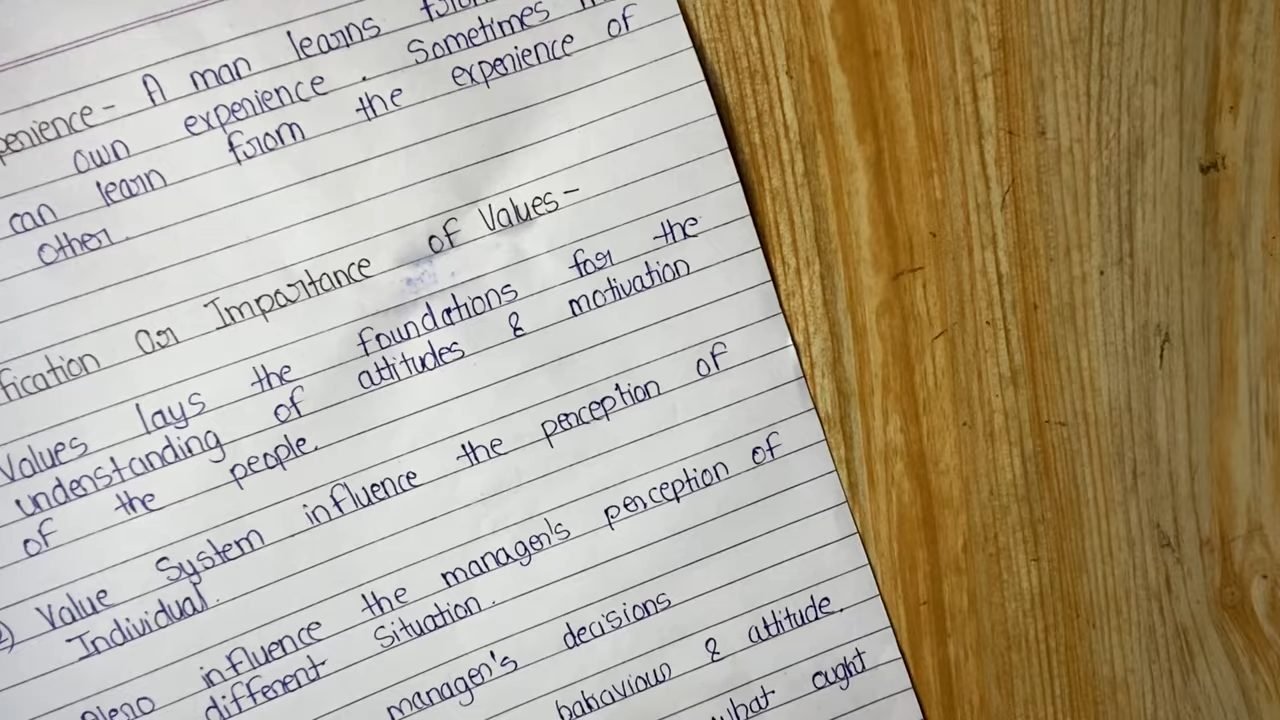 perience - A man learns from
own experience. Sometimes
can learn from the experience of
other.
fication or Importance of Values -
Values lays the foundations for the
understanding of attitudes & motivation
of the people.
2) Value System influence the perception of
Individual.
influence the manager's perception of
different Situation.
manager's decisions
bahaviour & attitude.
what ought